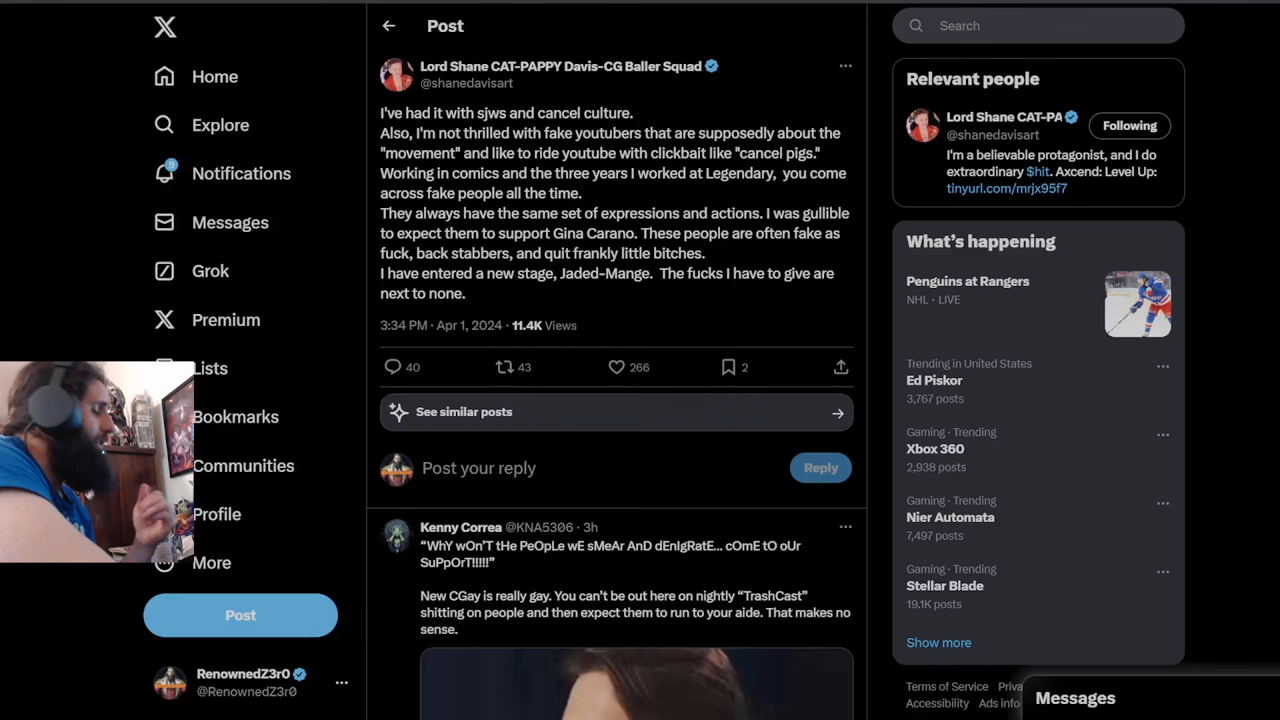 Home
Explore
9
Notifications
Messages
Grok
Premium
Lists
Bookmarks
Communities
Profile
More
Post
RenownedZ3r0
@RenownedZ3r0
Post
Lord Shane CAT-PAPPY Davis-CG Baller Squad
@shanedavisart
I've had it with sjws and cancel culture.
Also, I'm not thrilled with fake youtubers that are supposedly about the
"movement" and like to ride youtube with clickbait like "cancel pigs."
Working in comics and the three years I worked at Legendary, you come
across fake people all the time.
They always have the same set of expressions and actions. I was gullible
to expect them to support Gina Carano. These people are often fake as
fuck, back stabbers, and quit frankly little bitches.
I have entered a new stage, Jaded-Mange. The fucks I have to give are
next to none.
3:34 PM · Apr 1, 2024 · 11.4K Views
40 43 266 2
See similar posts
Post your reply
Reply
Kenny Correa @KNA5306 · 3h
“WhY wOn’T tHe PeOpLe wE sMeAr AnD dEnIgRatE... cOmE tO oUr
SuPpOrT!!!!!”
New CGay is really gay. You can’t be out here on nightly “TrashCast”
shitting on people and then expect them to run to your aide. That makes no
sense.
Search
Relevant people
Lord Shane CAT-PA
@shanedavisart
Following
I'm a believable protagonist, and I do
extraordinary $hit. Axcend: Level Up:
tinyurl.com/mrjx95f7
What’s happening
Penguins at Rangers
NHL · LIVE
Trending in United States
Ed Piskor
3,767 posts
Gaming · Trending
Xbox 360
2,938 posts
Gaming · Trending
Nier Automata
7,497 posts
Gaming · Trending
Stellar Blade
19.1K posts
Show more
Terms of Service Priva
Accessibility Ads info
Messages